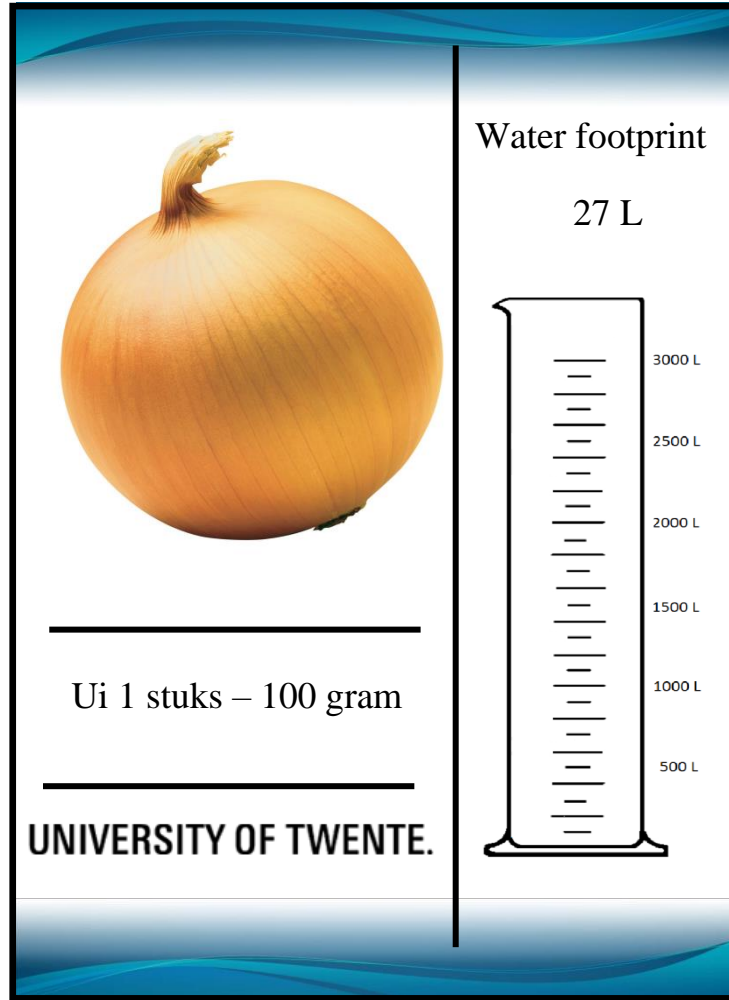 Water footprint
27 L
3000 L
2500 L
2000 L
1500 L
1000 L
500 L
Ui 1 stuks – 100 gram
UNIVERSITY OF TWENTE.